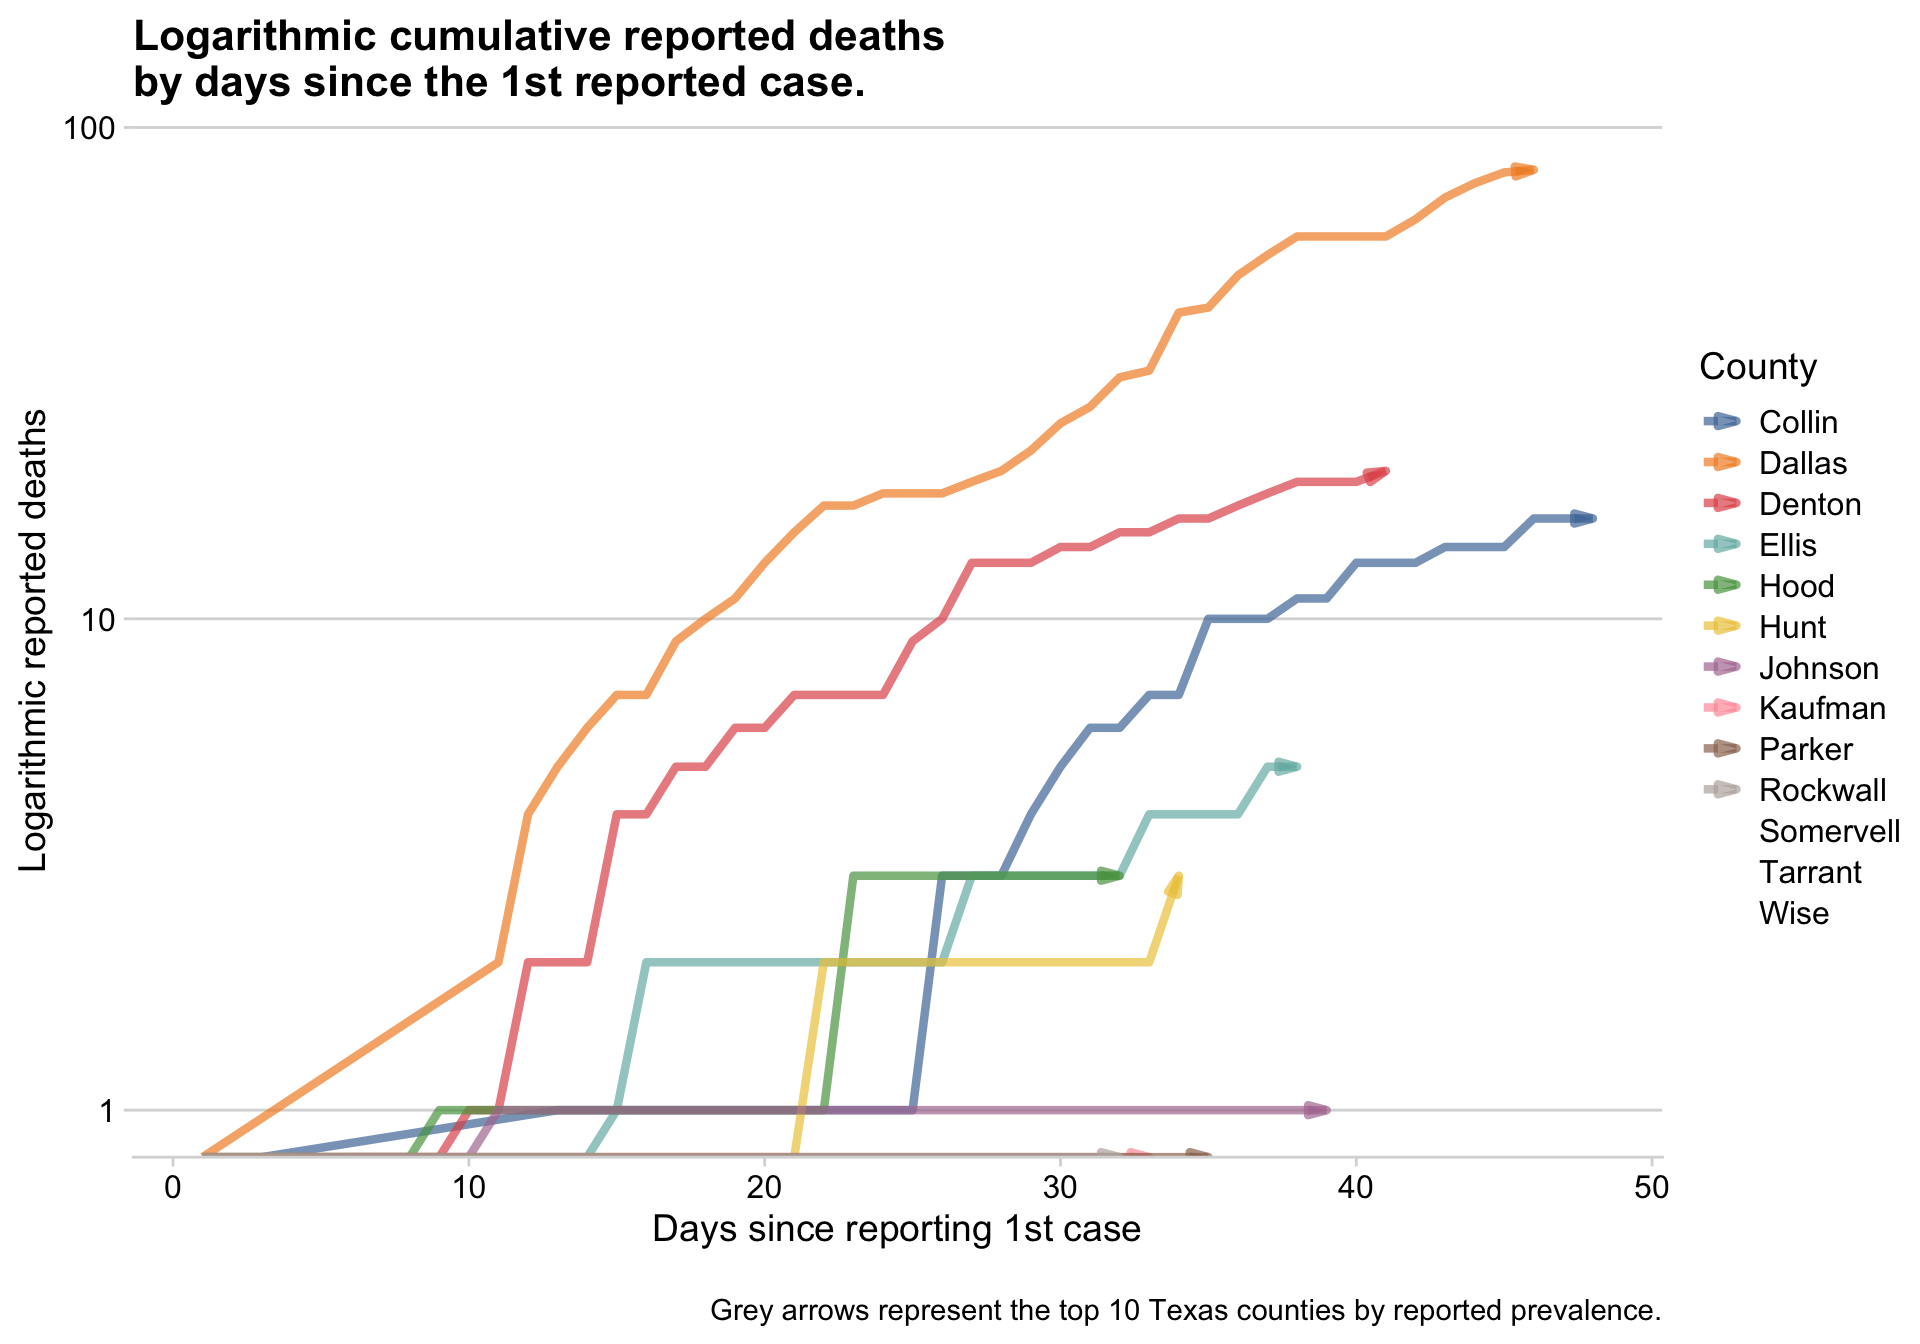 Logarithmic cumulative reported deaths
by days since the 1st reported case.
100
10
1
Logarithmic reported deaths
0
10
20
30
40
50
Days since reporting 1st case
County
Collin
Dallas
Denton
Ellis
Hood
Hunt
Johnson
Kaufman
Parker
Rockwall
Somervell
Tarrant
Wise
Grey arrows represent the top 10 Texas counties by reported prevalence.